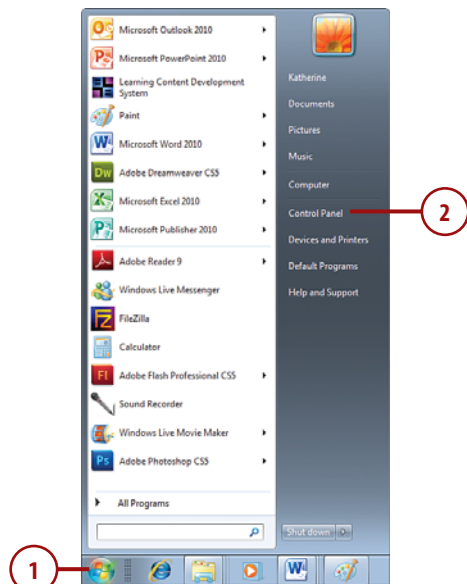 Microsoft Outlook 2010
Microsoft PowerPoint 2010
Learning Content Development
System
Paint
Microsoft Word 2010
Adobe Dreamweaver CS5
Microsoft Excel 2010
Microsoft Publisher 2010
Adobe Reader 9
Windows Live Messenger
FileZilla
Calculator
Adobe Flash Professional CS5
Sound Recorder
Windows Live Movie Maker
Adobe Photoshop CS5
All Programs
Katherine
Documents
Pictures
Music
Computer
Control Panel
2
Devices and Printers
Default Programs
Help and Support
Shut down
1